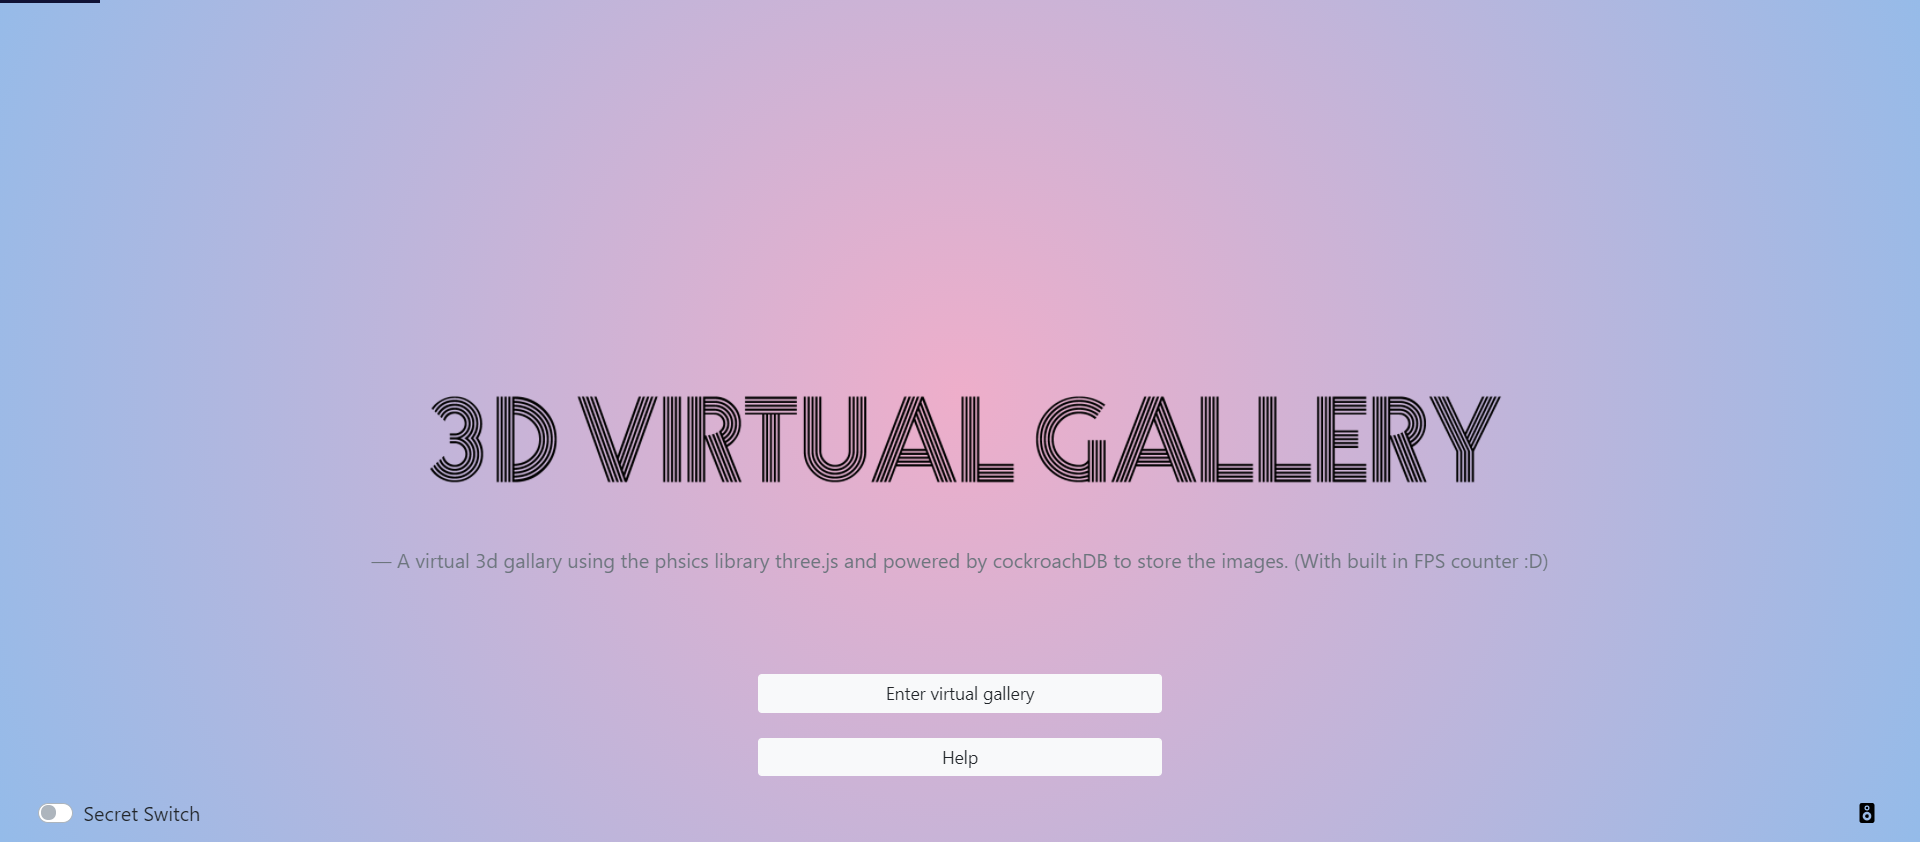 3D VIRTUAL GALLERY
— A virtual 3d gallary using the phsics library three.js and powered by cockroachDB to store the images. (With built in FPS counter :D)
Enter virtual gallery
Help
Secret Switch